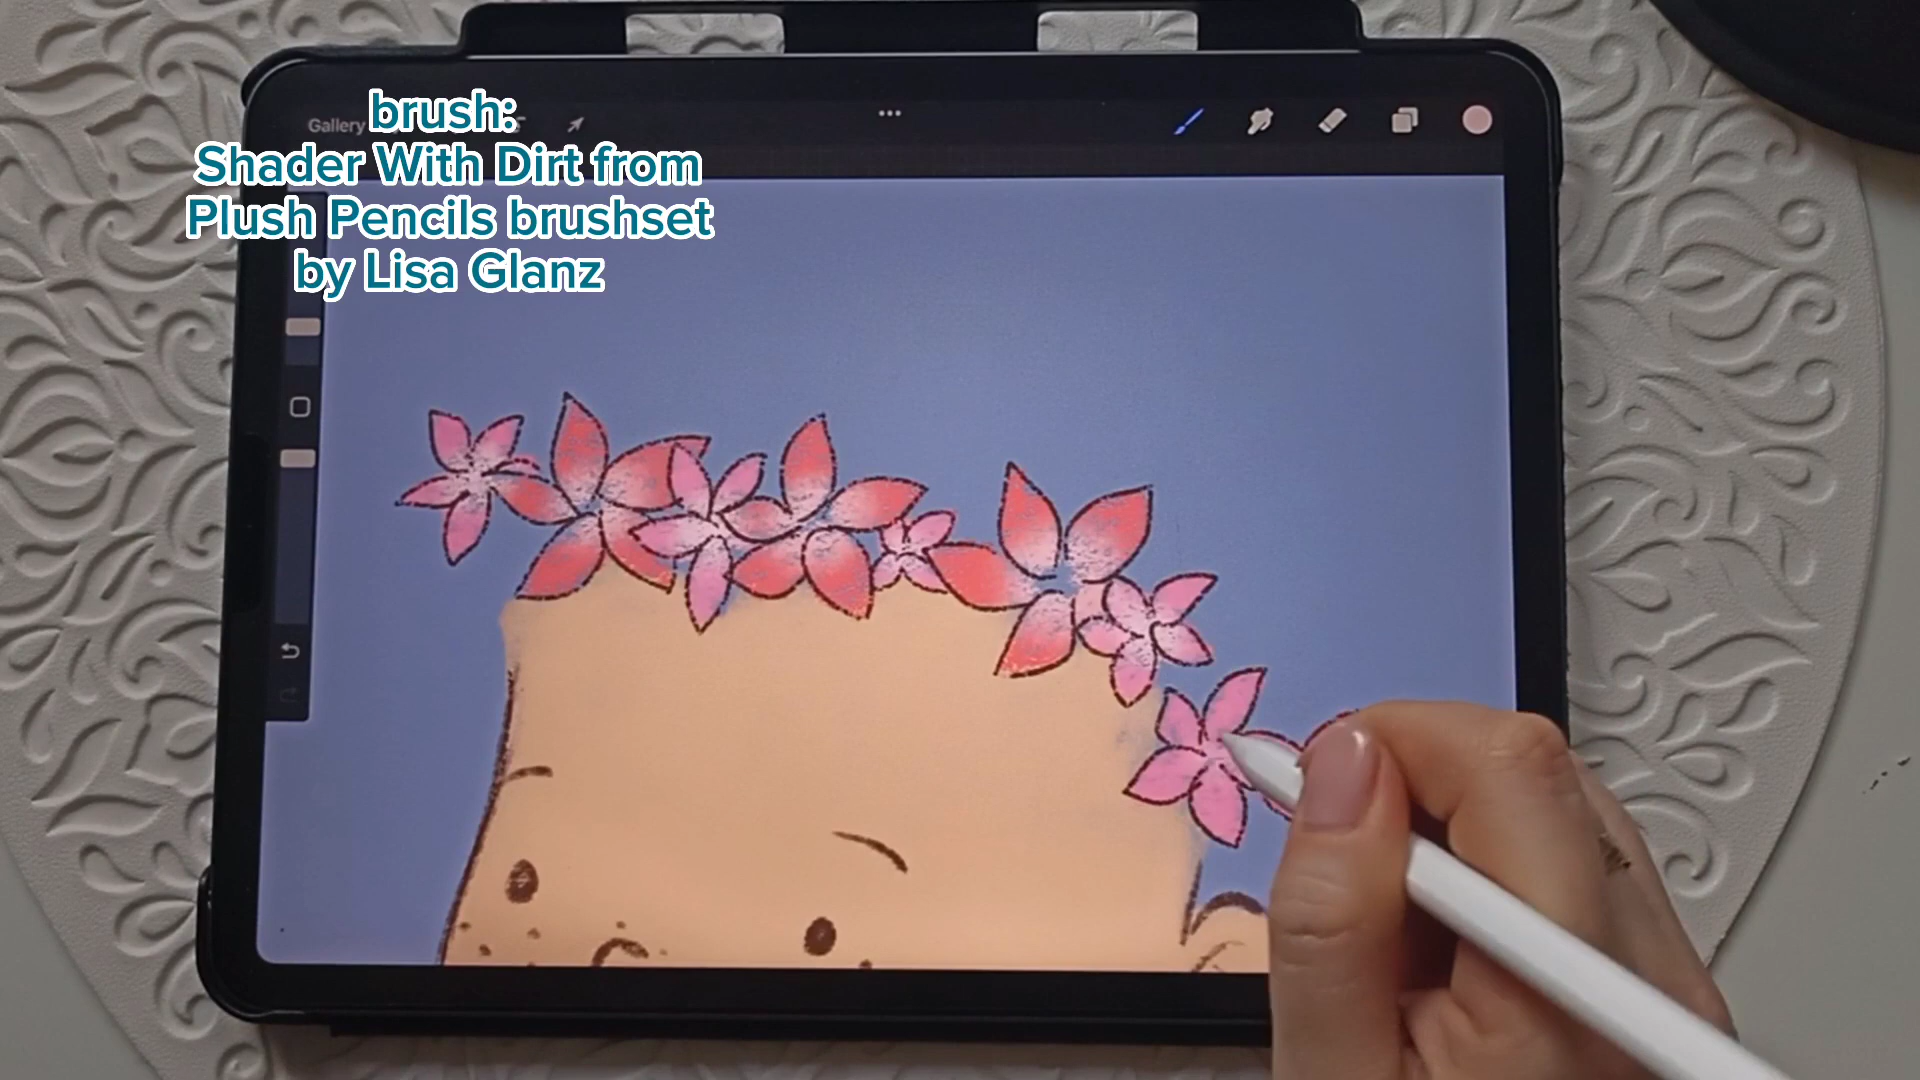 Gallery
brush:
Shader With Dirt from
Plush Pencils brushset
by Lisa Glanz